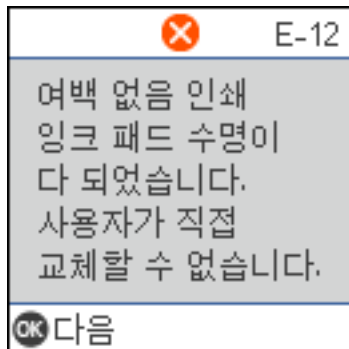 E-12
여백 없음 인쇄
잉크 패드 수명이
다 되었습니다.
사용자가 직접
교체할 수 없습니다.
OK 다음